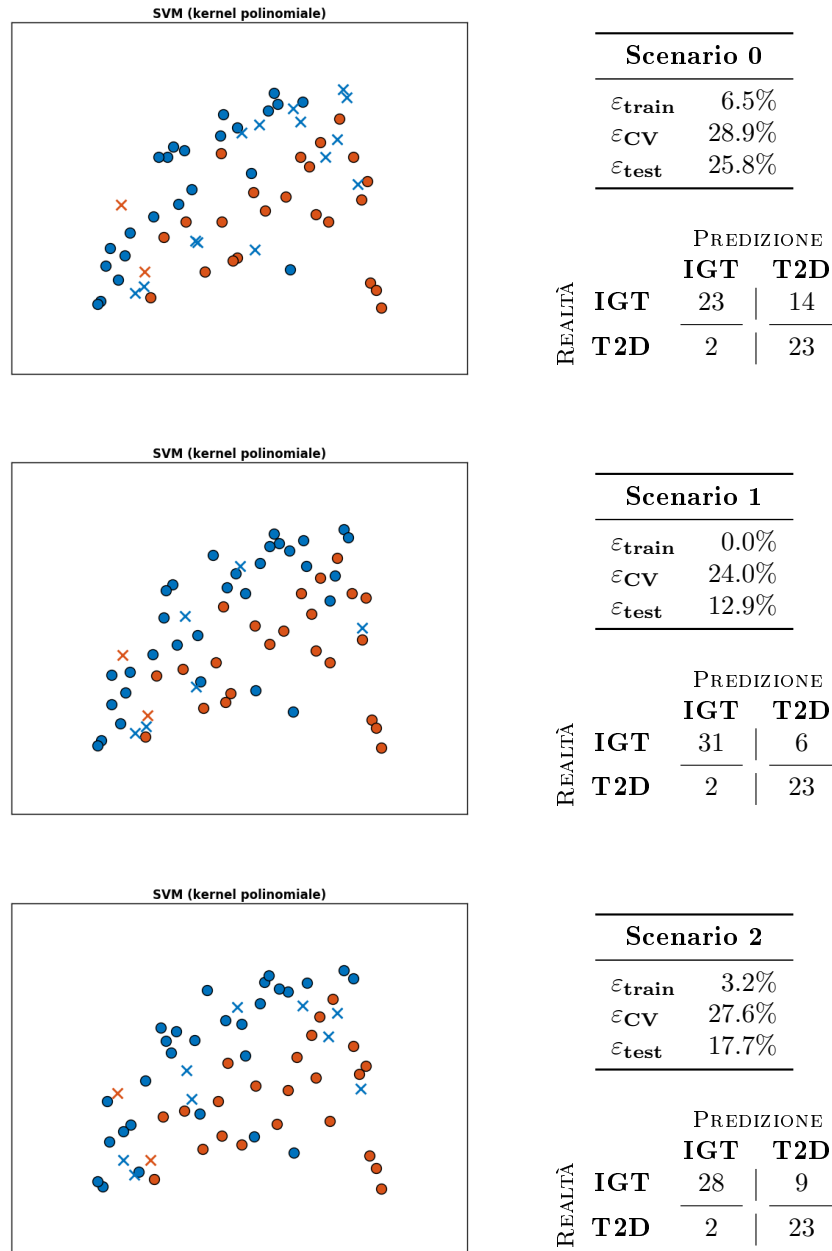 SVM (kernel polinomiale)
Scenario 0
εtrain 6.5%
εCV 28.9%
εtest 25.8%
PREDIZIONE
IGT T2D
REALTÀ
IGT 23 14
T2D 2 23
SVM (kernel polinomiale)
Scenario 1
εtrain 0.0%
εCV 24.0%
εtest 12.9%
PREDIZIONE
IGT T2D
REALTÀ
IGT 31 6
T2D 2 23
SVM (kernel polinomiale)
Scenario 2
εtrain 3.2%
εCV 27.6%
εtest 17.7%
PREDIZIONE
IGT T2D
REALTÀ
IGT 28 9
T2D 2 23